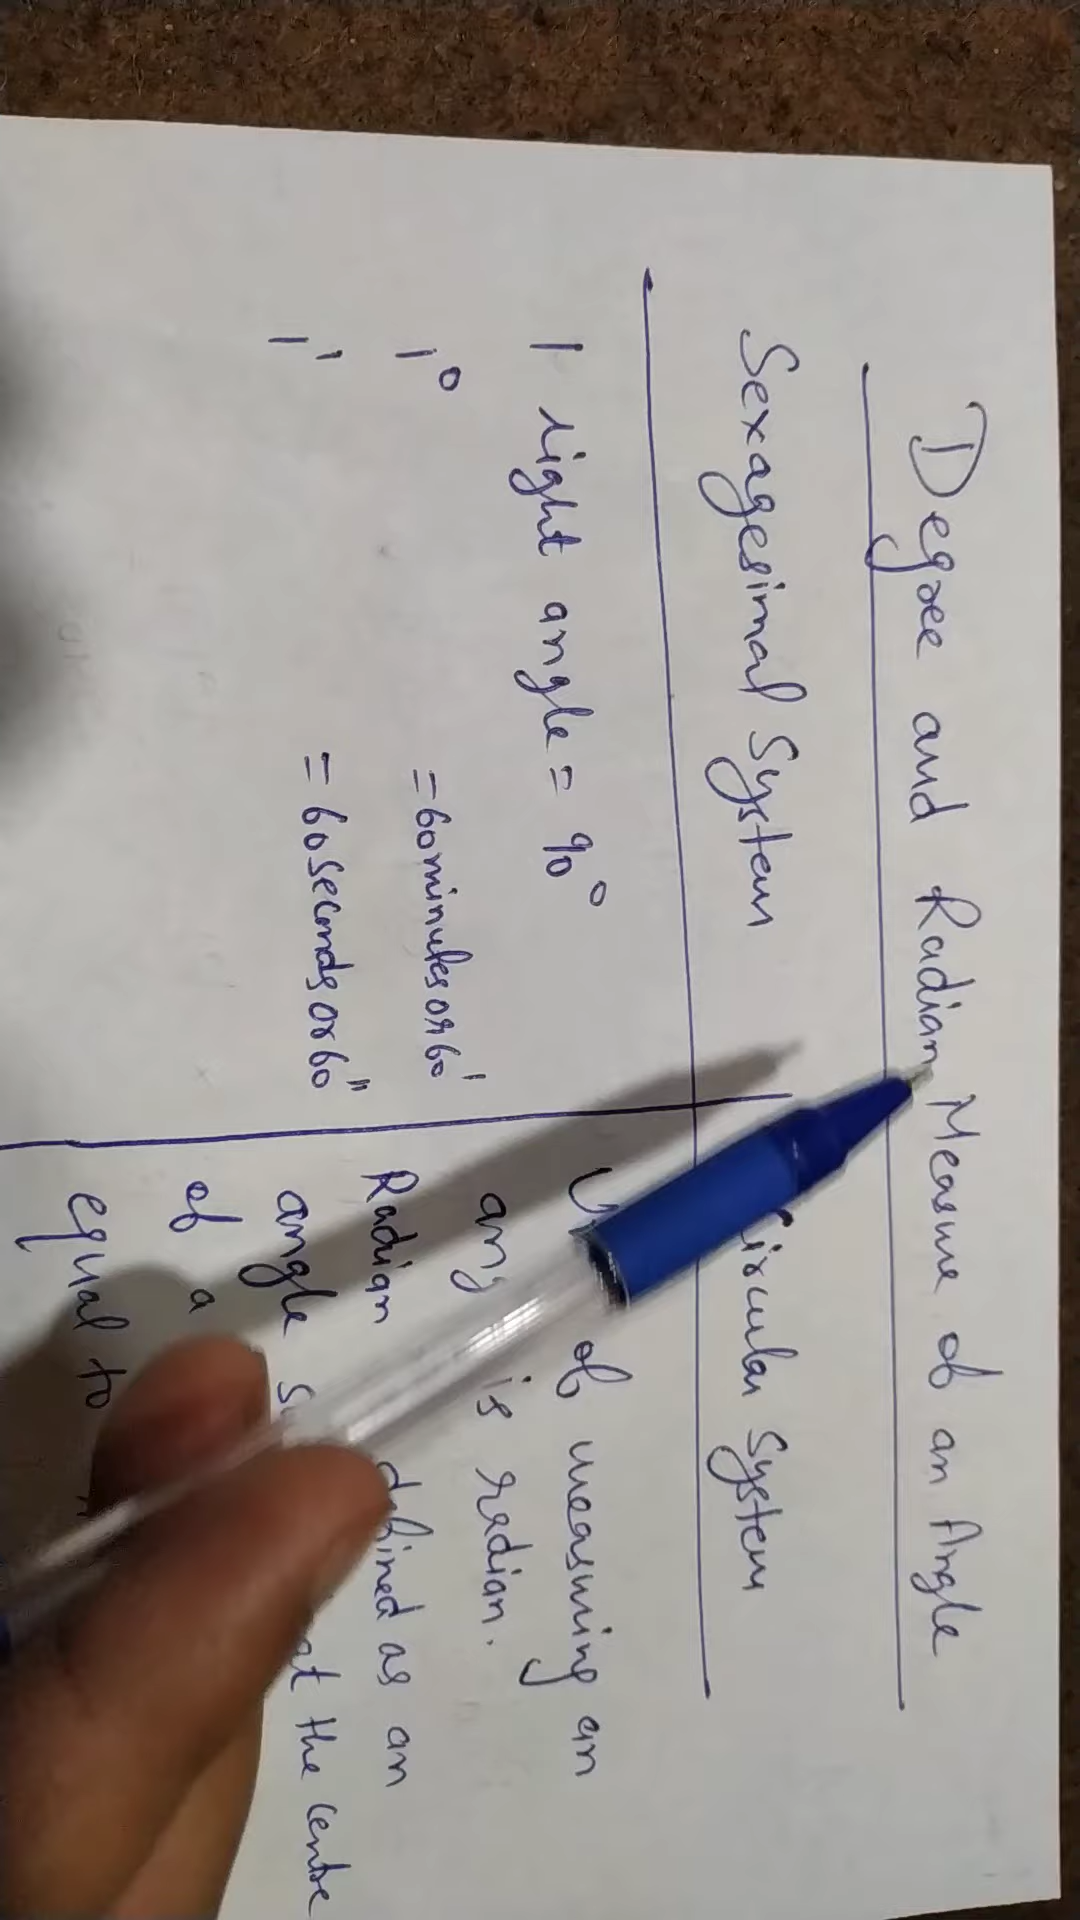 Degree and Radian Measure of an Angle
Sexagesimal System
1 right angle = 90°
1° = 60 minutes or 60'
1' = 60 seconds or 60"
System
of measuring an
is radian.
Radian as an
angle at the centre
of a
equal to